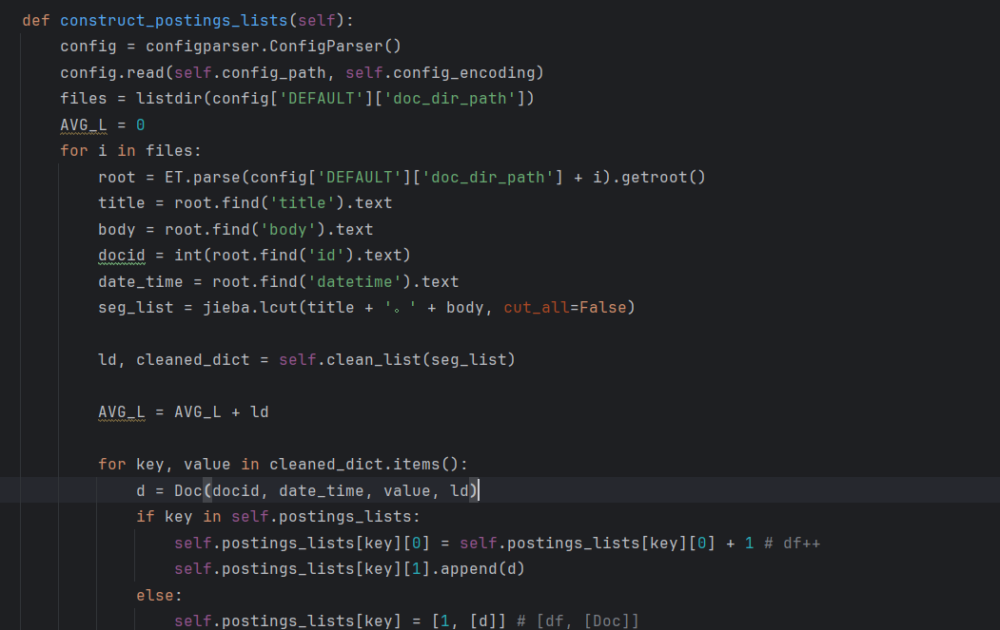 def construct_postings_lists(self):
    config = configparser.ConfigParser()
    config.read(self.config_path, self.config_encoding)
    files = listdir(config['DEFAULT']['doc_dir_path'])
    AVG_L = 0
    for i in files:
        root = ET.parse(config['DEFAULT']['doc_dir_path'] + i).getroot()
        title = root.find('title').text
        body = root.find('body').text
        docid = int(root.find('id').text)
        date_time = root.find('datetime').text
        seg_list = jieba.lcut(title + '。' + body, cut_all=False)

        ld, cleaned_dict = self.clean_list(seg_list)

        AVG_L = AVG_L + ld

        for key, value in cleaned_dict.items():
            d = Doc(docid, date_time, value, ld)
            if key in self.postings_lists:
                self.postings_lists[key][0] = self.postings_lists[key][0] + 1 # df++
                self.postings_lists[key][1].append(d)
            else:
                self.postings_lists[key] = [1, [d]] # [df, [Doc]]